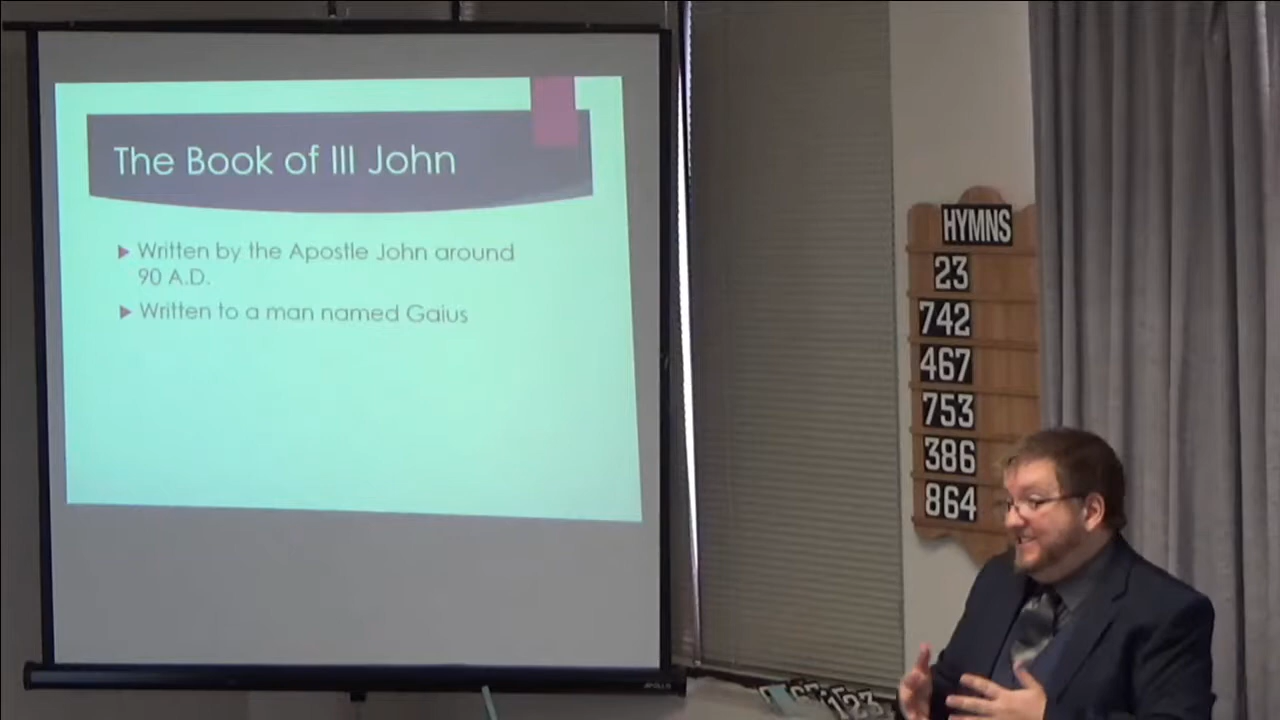 The Book of III John
Written by the Apostle John around
90 A.D.
Written to a man named Gaius
HYMNS
23
742
467
753
386
864
APOLLO